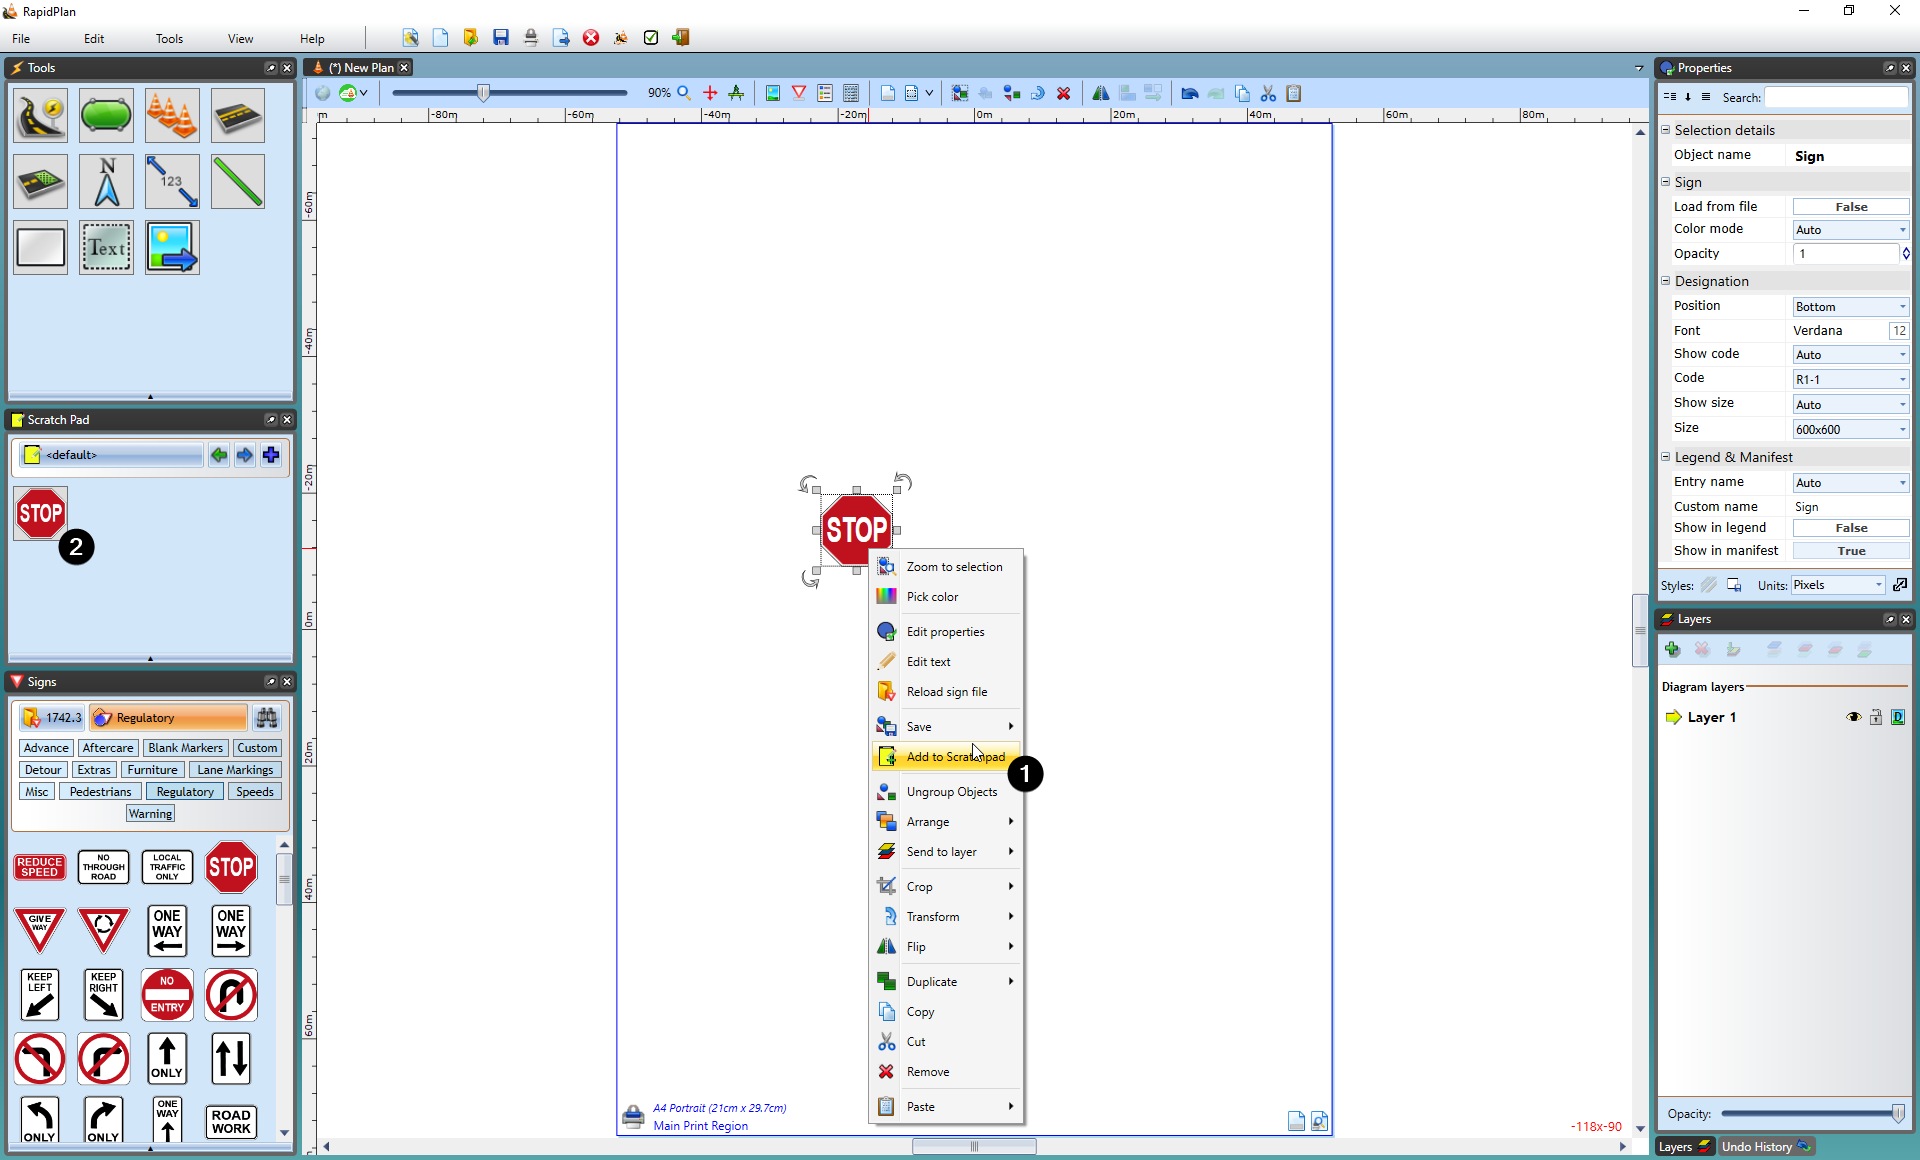 RapidPlan
File Edit Tools View Help
Tools
123
N
Text
Scratch Pad
<default>
STOP
2
Signs
1742.3 Regulatory
Advance Aftercare Blank Markers Custom
Detour Extras Furniture Lane Markings
Misc Pedestrians Regulatory Speeds
Warning
REDUCE SPEED NO THROUGH ROAD LOCAL TRAFFIC ONLY STOP
GIVE WAY ONE WAY ONE WAY
KEEP LEFT KEEP RIGHT NO ENTRY
ONLY
ONLY ONLY ONE WAY ROAD WORK
(*) New Plan
90%
m -80m -60m -40m -20m 0m 20m 40m 60m 80m
-60m
-40m
-20m
0m
20m
40m
60m
STOP
Zoom to selection
Pick color
Edit properties
Edit text
Reload sign file
Save
Add to Scratchpad
1
Ungroup Objects
Arrange
Send to layer
Crop
Transform
Flip
Duplicate
Copy
Cut
Remove
Paste
A4 Portrait (21cm x 29.7cm)
Main Print Region
-118x-90
Properties
Search:
Selection details
Object name Sign
Sign
Load from file False
Color mode Auto
Opacity 1
Designation
Position Bottom
Font Verdana 12
Show code Auto
Code R1-1
Show size Auto
Size 600x600
Legend & Manifest
Entry name Auto
Custom name Sign
Show in legend False
Show in manifest True
Styles: Units: Pixels
Layers
Diagram layers
Layer 1 D
Opacity:
Layers Undo History